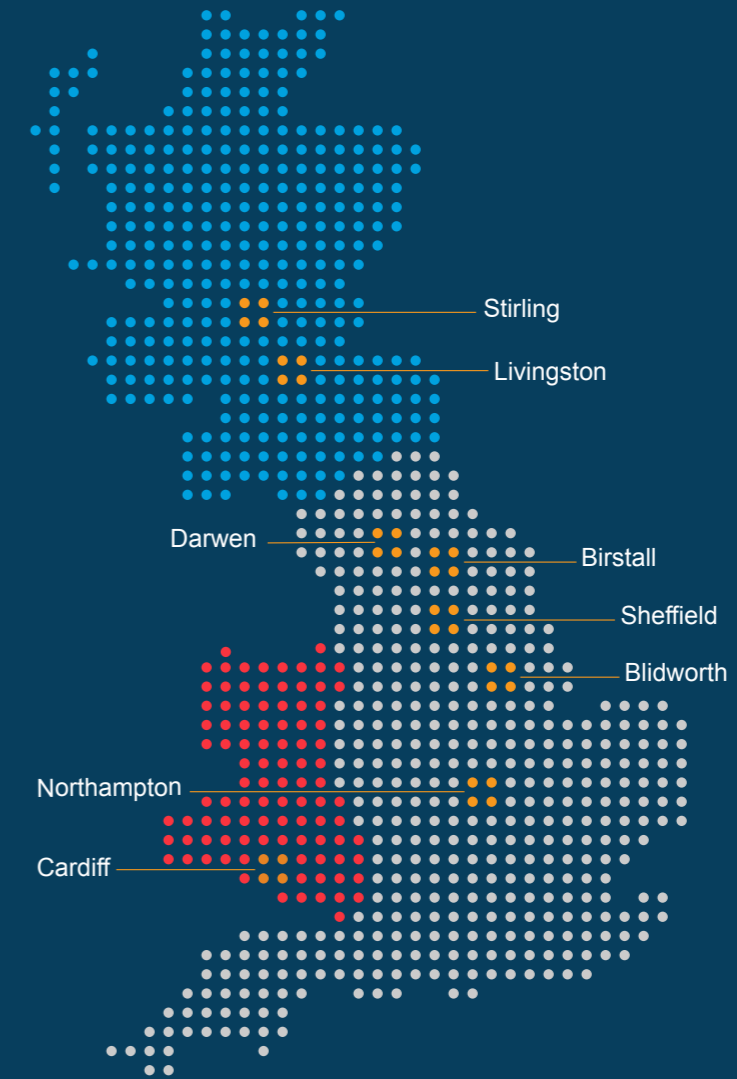 Stirling
Livingston
Darwen
Birstall
Sheffield
Blidworth
Northampton
Cardiff